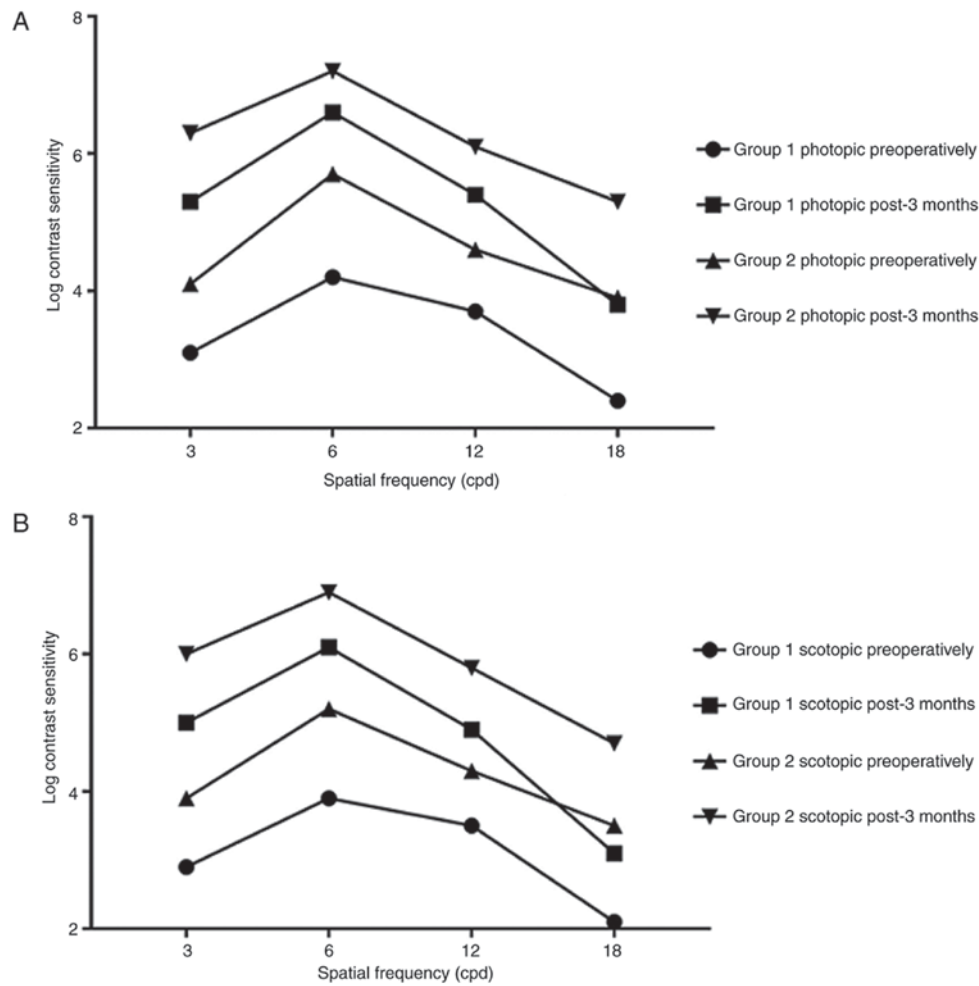 A
8
6
4
2
Log contrast sensitivity
3 6 12 18
Spatial frequency (cpd)
Group 1 photopic preoperatively
Group 1 photopic post-3 months
Group 2 photopic preoperatively
Group 2 photopic post-3 months
B
8
6
4
2
Log contrast sensitivity
3 6 12 18
Spatial frequency (cpd)
Group 1 scotopic preoperatively
Group 1 scotopic post-3 months
Group 2 scotopic preoperatively
Group 2 scotopic post-3 months